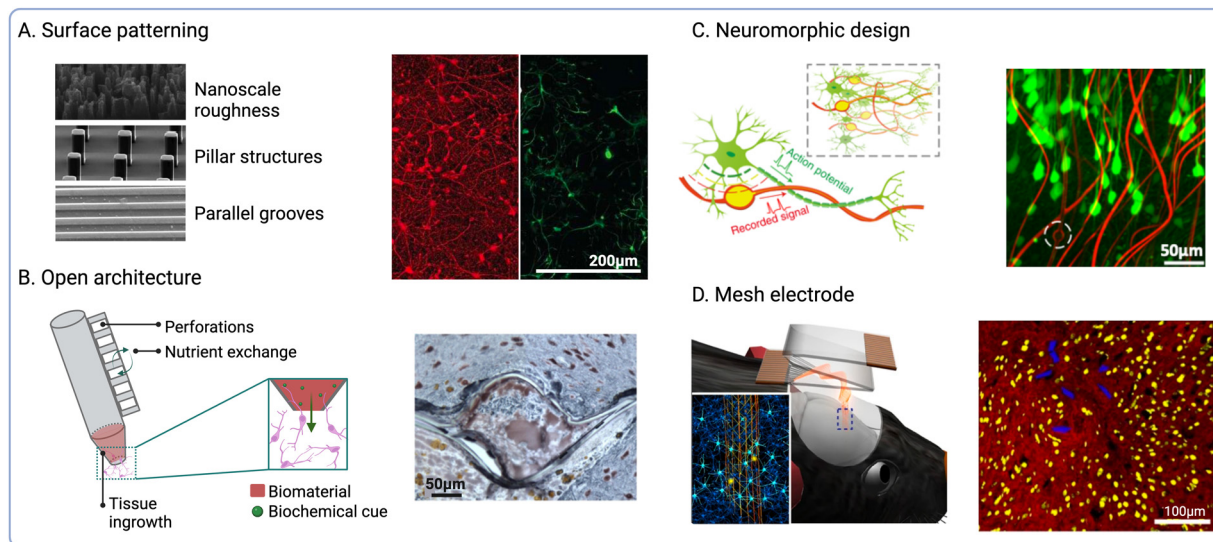 A. Surface patterning
Nanoscale
roughness
Pillar structures
Parallel grooves
200µm
B. Open architecture
Perforations
Nutrient exchange
Tissue
ingrowth
Biomaterial
Biochemical cue
50µm
C. Neuromorphic design
Action potential
Recorded signal
50µm
D. Mesh electrode
100µm